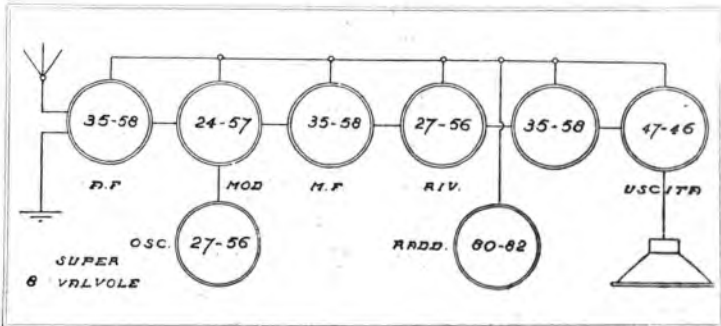 35-58 24-57 35-58 27-56 35-58 47-46
A.F MOD M.F RIV. USCITA
OSC. 27-56 RADD. 80-82
SUPER
8 VALVOLE